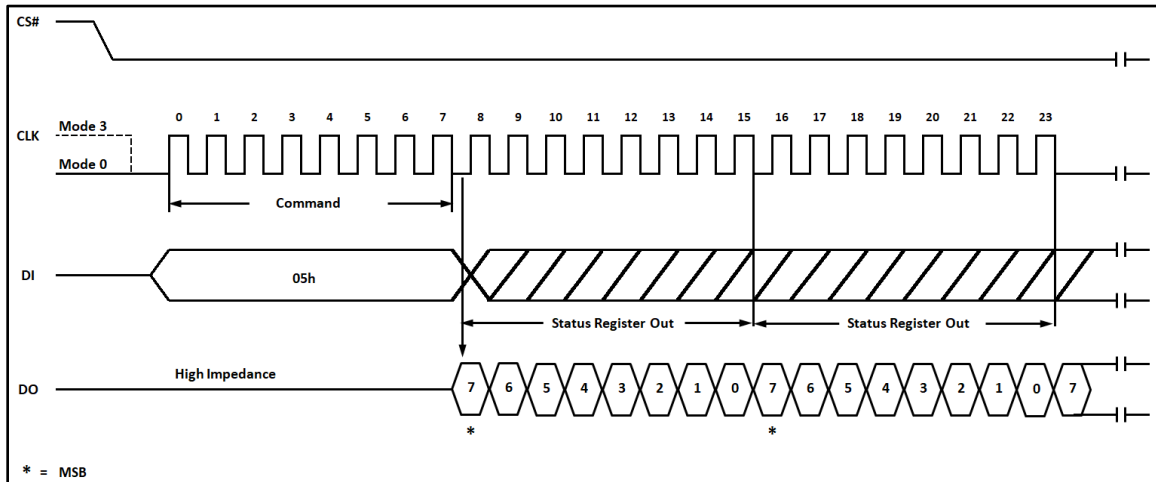 CS#
0 1 2 3 4 5 6 7 8 9 10 11 12 13 14 15 16 17 18 19 20 21 22 23
Mode 3
CLK
Mode 0
Command
DI
05h
Status Register Out Status Register Out
High Impedance
DO
7 6 5 4 3 2 1 0 7 6 5 4 3 2 1 0 7
* *
* = MSB